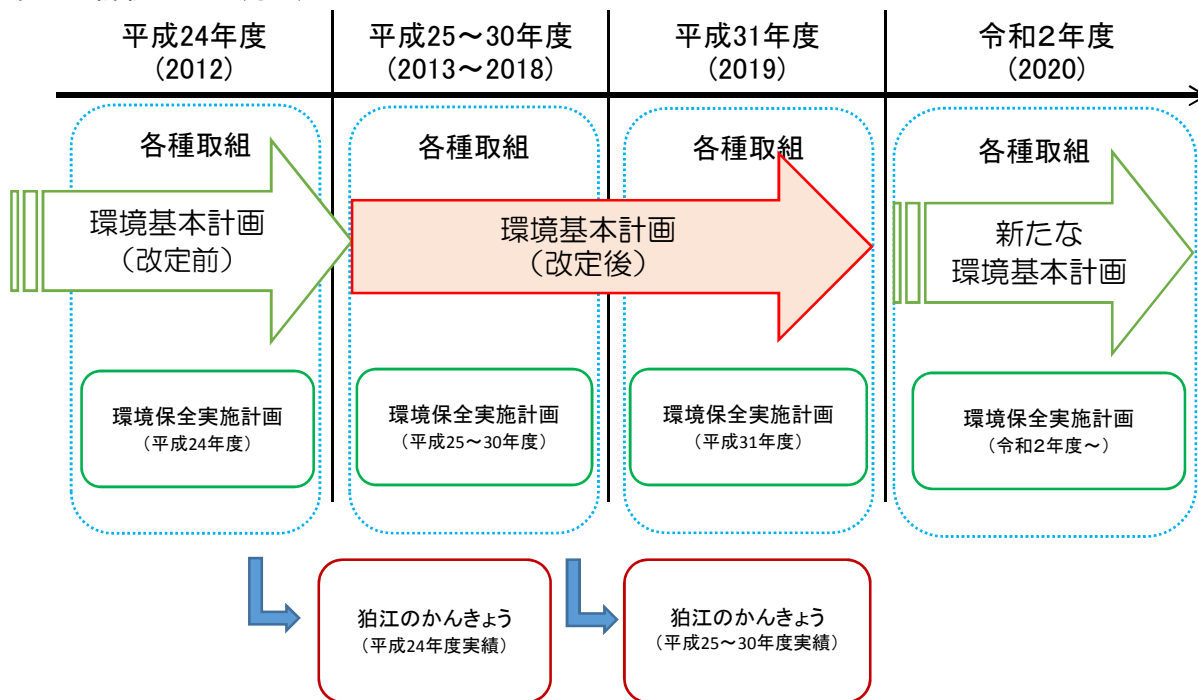 平成24年度
(2012)
平成25～30年度
(2013～2018)
平成31年度
(2019)
令和２年度
(2020)
各種取組
各種取組
各種取組
各種取組
環境基本計画
（改定前）
環境基本計画
（改定後）
新たな
環境基本計画
環境保全実施計画
（平成24年度）
環境保全実施計画
（平成25～30年度）
環境保全実施計画
（平成31年度）
環境保全実施計画
（令和２年度～）
狛江のかんきょう
（平成24年度実績）
狛江のかんきょう
（平成25～30年度実績）